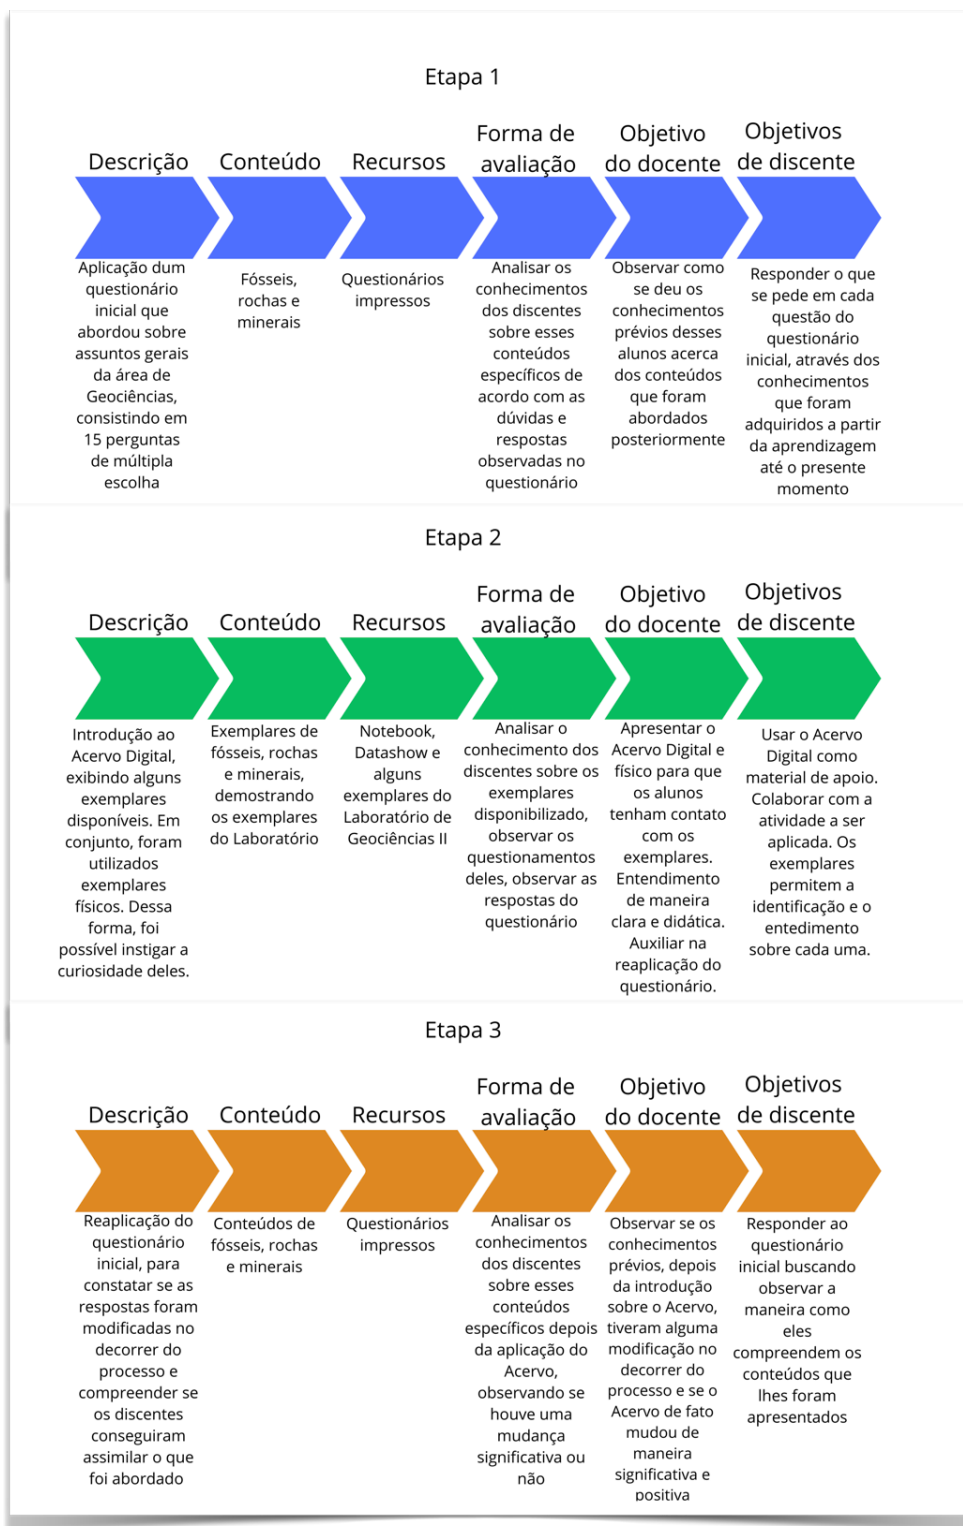 Etapa 1
Descrição
Conteúdo
Recursos
Forma de
avaliação
Objetivo
do docente
Objetivos
de discente
Aplicação dum
questionário
inicial que
abordou sobre
assuntos gerais
da área de
Geociências,
consistindo em
15 perguntas
de múltipla
escolha
Fósseis,
rochas e
minerais
Questionários
impressos
Analisar os
conhecimentos
dos discentes
sobre esses
conteúdos
específicos de
acordo com as
dúvidas e
respostas
observadas no
questionário
Observar como
se deu os
conhecimentos
prévios desses
alunos acerca
dos conteúdos
que foram
abordados
posteriormente
Responder o que
se pede em cada
questão do
questionário
inicial, através dos
conhecimentos
que foram
adquiridos a partir
da aprendizagem
até o presente
momento
Etapa 2
Descrição
Conteúdo
Recursos
Forma de
avaliação
Objetivo
do docente
Objetivos
de discente
Introdução ao
Acervo Digital,
exibindo alguns
exemplares
disponíveis. Em
conjunto, foram
utilizados
exemplares
físicos. Dessa
forma, foi
possível instigar a
curiosidade deles.
Exemplares de
fósseis, rochas
e minerais,
demostrando
os exemplares
do Laboratório
Notebook,
Datashow e
alguns
exemplares do
Laboratório de
Geociências II
Analisar o
conhecimento dos
discentes sobre os
exemplares
disponibilizado,
observar os
questionamentos
deles, observar as
respostas do
questionário
Apresentar o
Acervo Digital e
físico para que
os alunos
tenham contato
com os
exemplares.
Entendimento
de maneira
clara e didática.
Auxiliar na
reaplicação do
questionário.
Usar o Acervo
Digital como
material de apoio.
Colaborar com a
atividade a ser
aplicada. Os
exemplares
permitem a
identificação e o
entedimento
sobre cada uma.
Etapa 3
Descrição
Conteúdo
Recursos
Forma de
avaliação
Objetivo
do docente
Objetivos
de discente
Reaplicação do
questionário
inicial, para
constatar se as
respostas foram
modificadas no
decorrer do
processo e
compreender se
os discentes
conseguiram
assimilar o que
foi abordado
Conteúdos de
fósseis, rochas
e minerais
Questionários
impressos
Analisar os
conhecimentos
dos discentes
sobre esses
conteúdos
específicos depois
da aplicação do
Acervo,
observando se
houve uma
mudança
significativa ou
não
Observar se os
conhecimentos
prévios, depois
da introdução
sobre o Acervo,
tiveram alguma
modificação no
decorrer do
processo e se o
Acervo de fato
mudou de
maneira
significativa e
positiva
Responder ao
questionário
inicial buscando
observar a
maneira como
eles
compreendem os
conteúdos que
lhes foram
apresentados